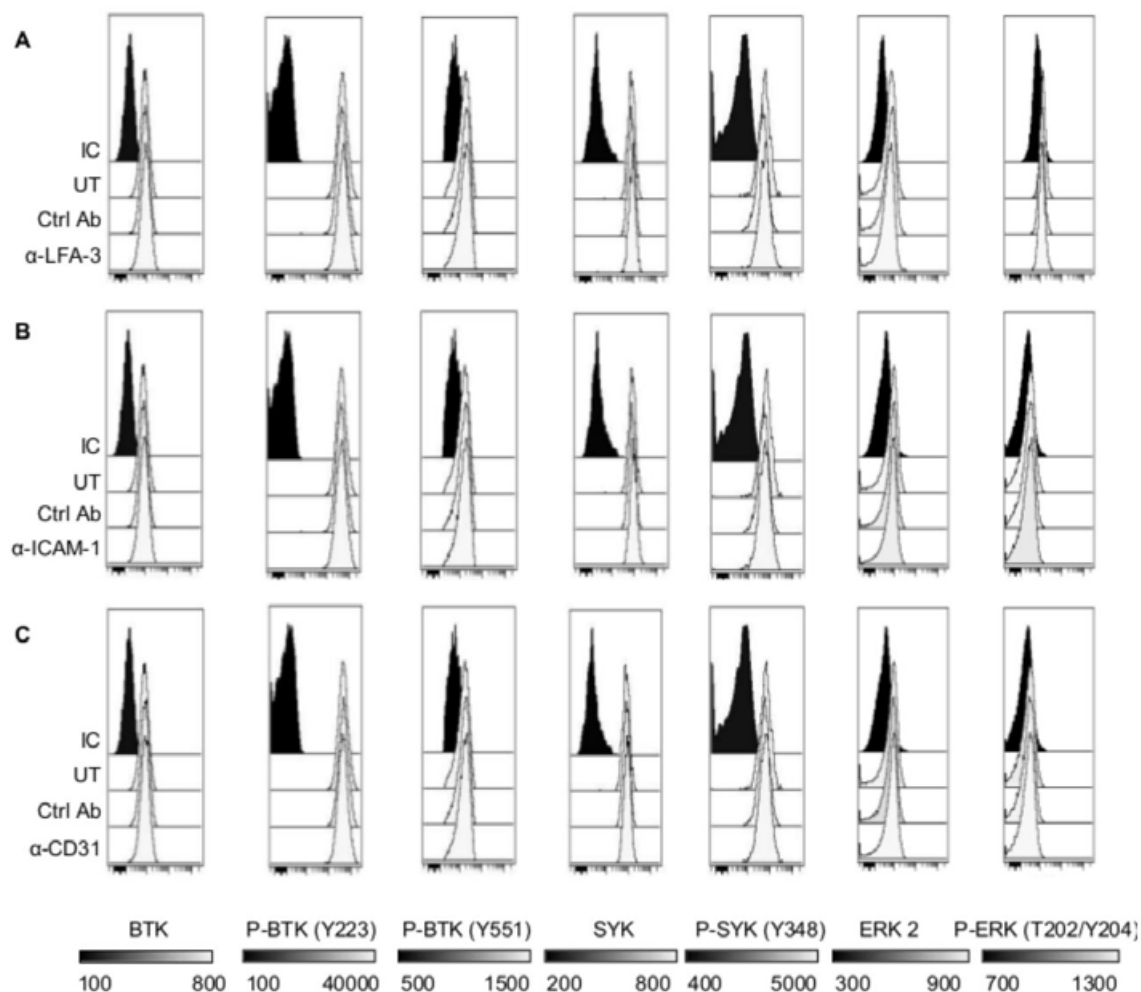 A
IC
UT
Ctrl Ab
α-LFA-3
B
IC
UT
Ctrl Ab
α-ICAM-1
C
IC
UT
Ctrl Ab
α-CD31
BTK P-BTK (Y223) P-BTK (Y551) SYK P-SYK (Y348) ERK 2 P-ERK (T202/Y204)
100 800 100 40000 500 1500 200 800 400 5000 300 900 700 1300